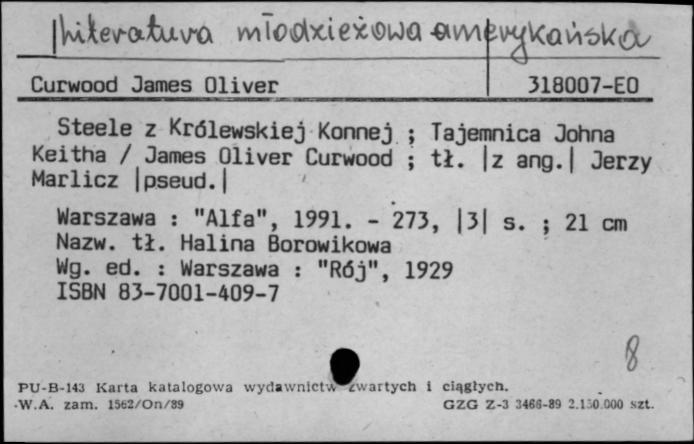 literatura młodzieżowa amerykańska
Curwood James Oliver 318007-EO
Steele z Królewskiej Konnej ; Tajemnica Johna
Keitha / James Oliver Curwood ; tł. |z ang.| Jerzy
Marlicz |pseud.|
Warszawa : "Alfa", 1991. - 273, |3| s. ; 21 cm
Nazw. tł. Halina Borowikowa
Wg. ed. : Warszawa : "Rój", 1929
ISBN 83-7001-409-7
8
PU-B-143 Karta katalogowa wydawnictw zwartych i ciągłych.
W.A. zam. 1562/On/89 GZG Z-3 3466-89 2.150.000 szt.